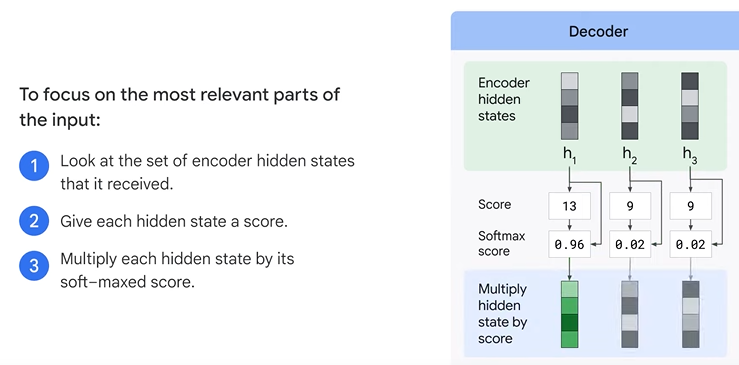 To focus on the most relevant parts of
the input:
1 Look at the set of encoder hidden states
that it received.
2 Give each hidden state a score.
3 Multiply each hidden state by its
soft–maxed score.
Decoder
Encoder
hidden
states
h1 h2 h3
Score 13 9 9
Softmax
score 0.96 0.02 0.02
Multiply
hidden
state by
score